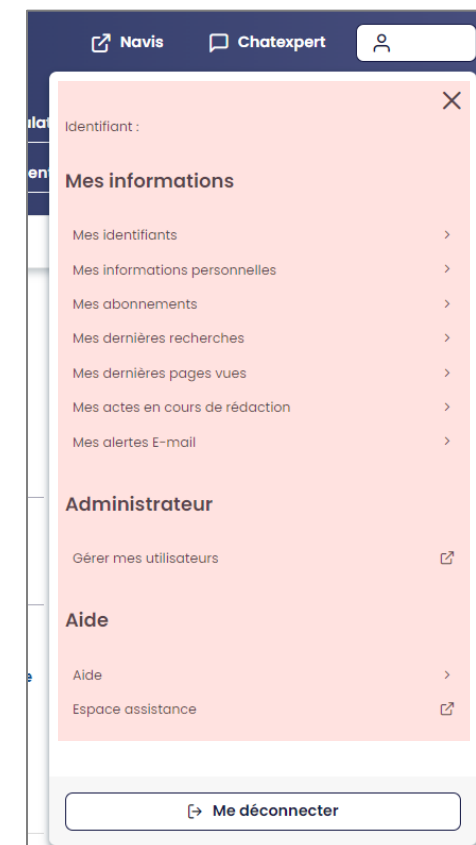 Navis Chatexpert
Identifiant :
Mes informations
Mes identifiants
Mes informations personnelles
Mes abonnements
Mes dernières recherches
Mes dernières pages vues
Mes actes en cours de rédaction
Mes alertes E-mail
Administrateur
Gérer mes utilisateurs
Aide
Aide
Espace assistance
Me déconnecter